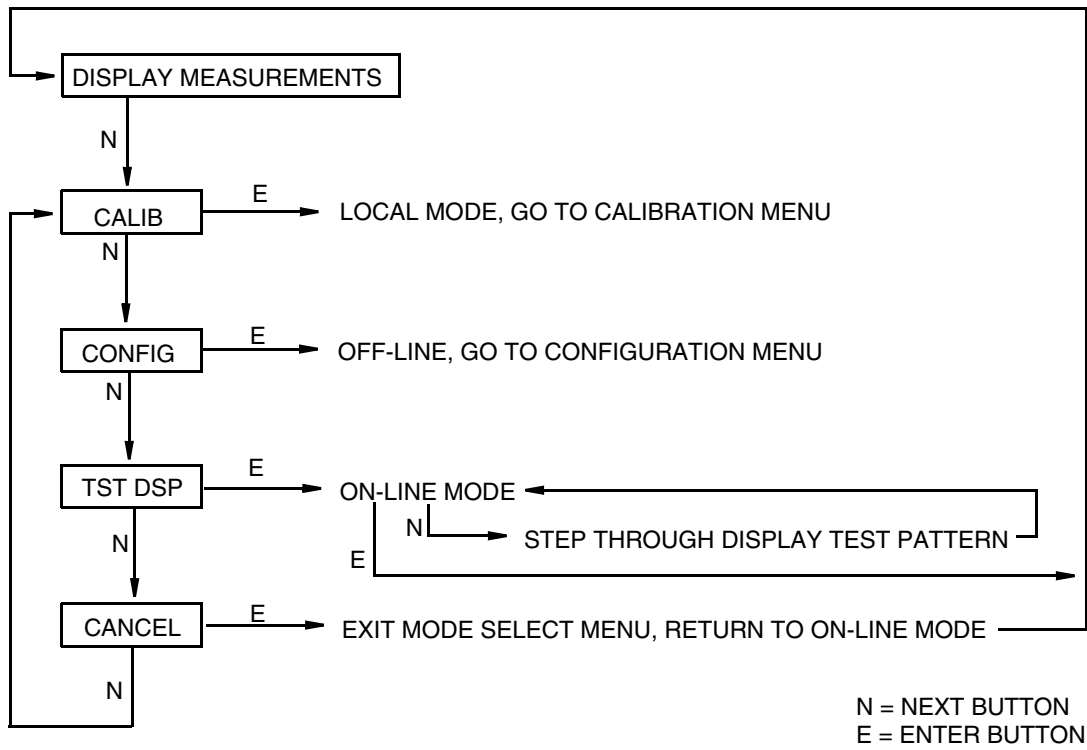 DISPLAY MEASUREMENTS
N
CALIB
E
LOCAL MODE, GO TO CALIBRATION MENU
N
CONFIG
E
OFF-LINE, GO TO CONFIGURATION MENU
N
TST DSP
E
ON-LINE MODE
N
STEP THROUGH DISPLAY TEST PATTERN
E
N
CANCEL
E
EXIT MODE SELECT MENU, RETURN TO ON-LINE MODE
N
N = NEXT BUTTON
E = ENTER BUTTON